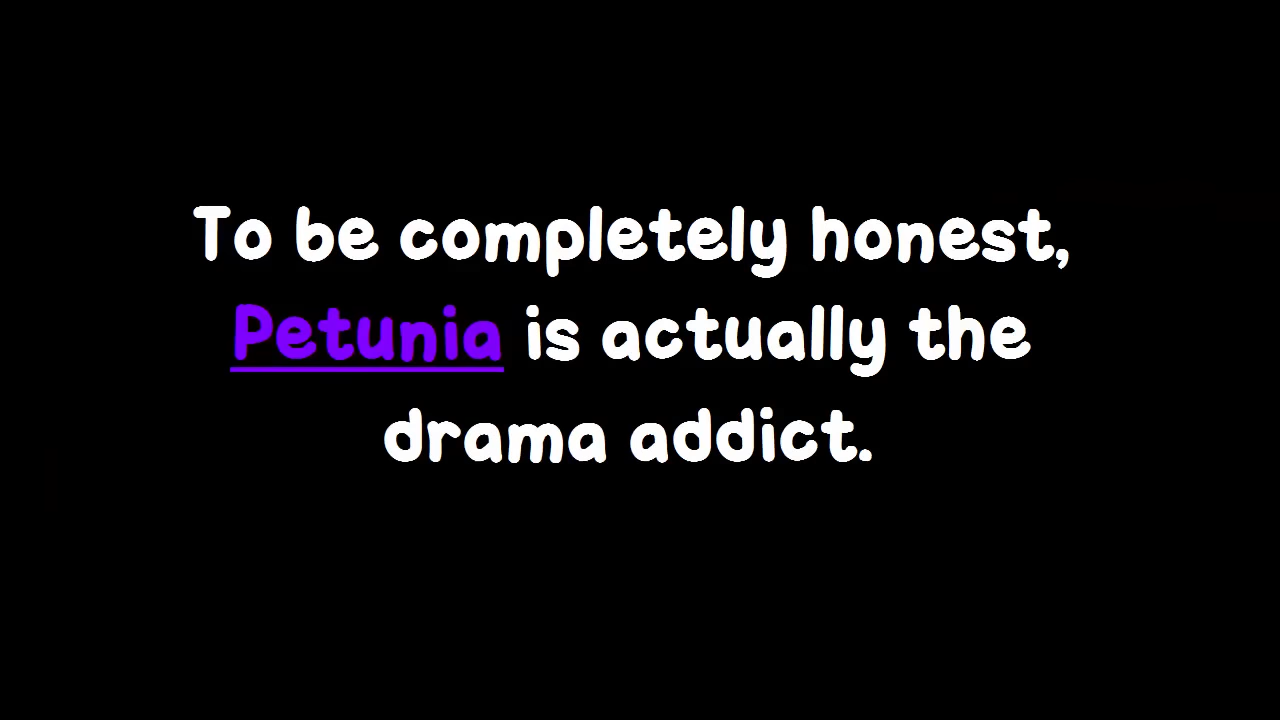 To be completely honest,
Petunia is actually the
drama addict.